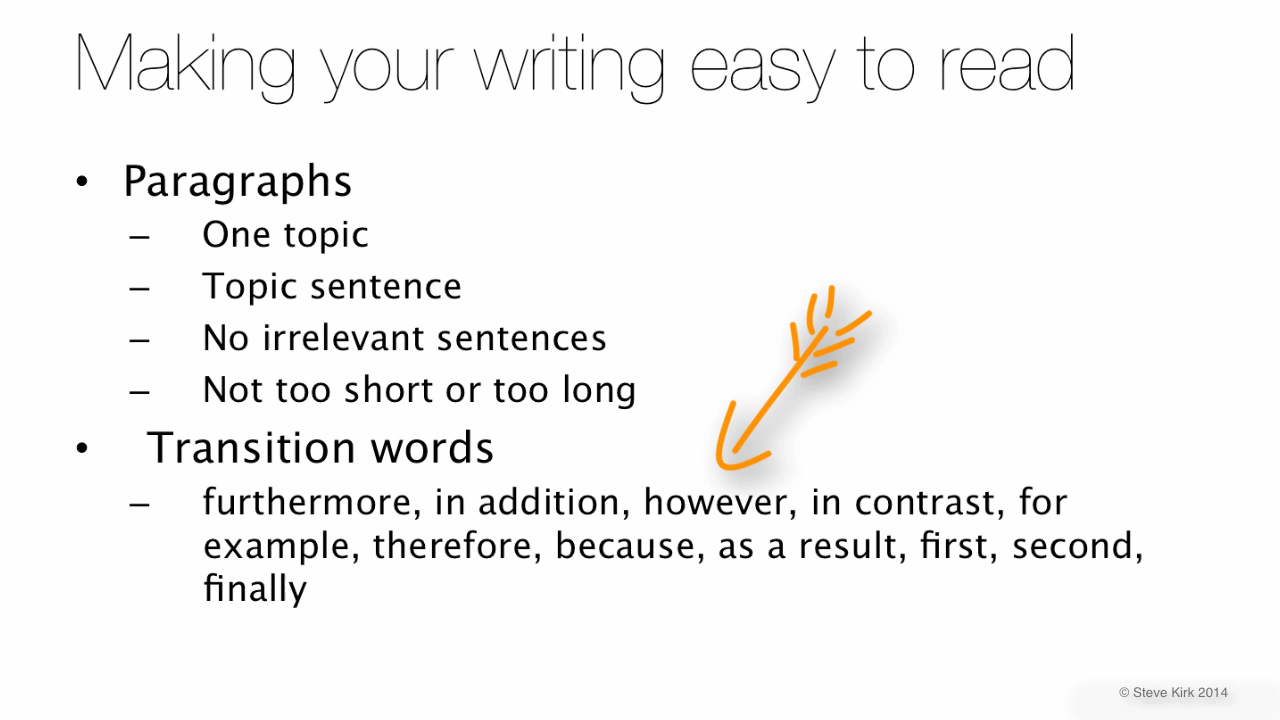 Making your writing easy to read
• Paragraphs
– One topic
– Topic sentence
– No irrelevant sentences
– Not too short or too long
• Transition words
– furthermore, in addition, however, in contrast, for
example, therefore, because, as a result, first, second,
finally
© Steve Kirk 2014